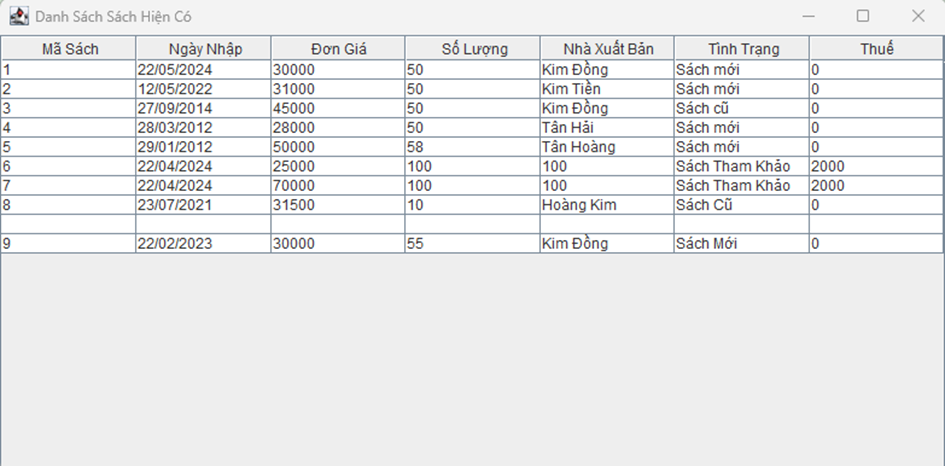 Danh Sách Sách Hiện Có
Mã Sách Ngày Nhập Đơn Giá Số Lượng Nhà Xuất Bản Tình Trạng Thuế
1 22/05/2024 30000 50 Kim Đồng Sách mới 0
2 12/05/2022 31000 50 Kim Tiền Sách mới 0
3 27/09/2014 45000 50 Kim Đồng Sách cũ 0
4 28/03/2012 28000 50 Tân Hải Sách mới 0
5 29/01/2012 50000 58 Tân Hoàng Sách mới 0
6 22/04/2024 25000 100 100 Sách Tham Khảo 2000
7 22/04/2024 70000 100 100 Sách Tham Khảo 2000
8 23/07/2021 31500 10 Hoàng Kim Sách Cũ 0
9 22/02/2023 30000 55 Kim Đồng Sách Mới 0